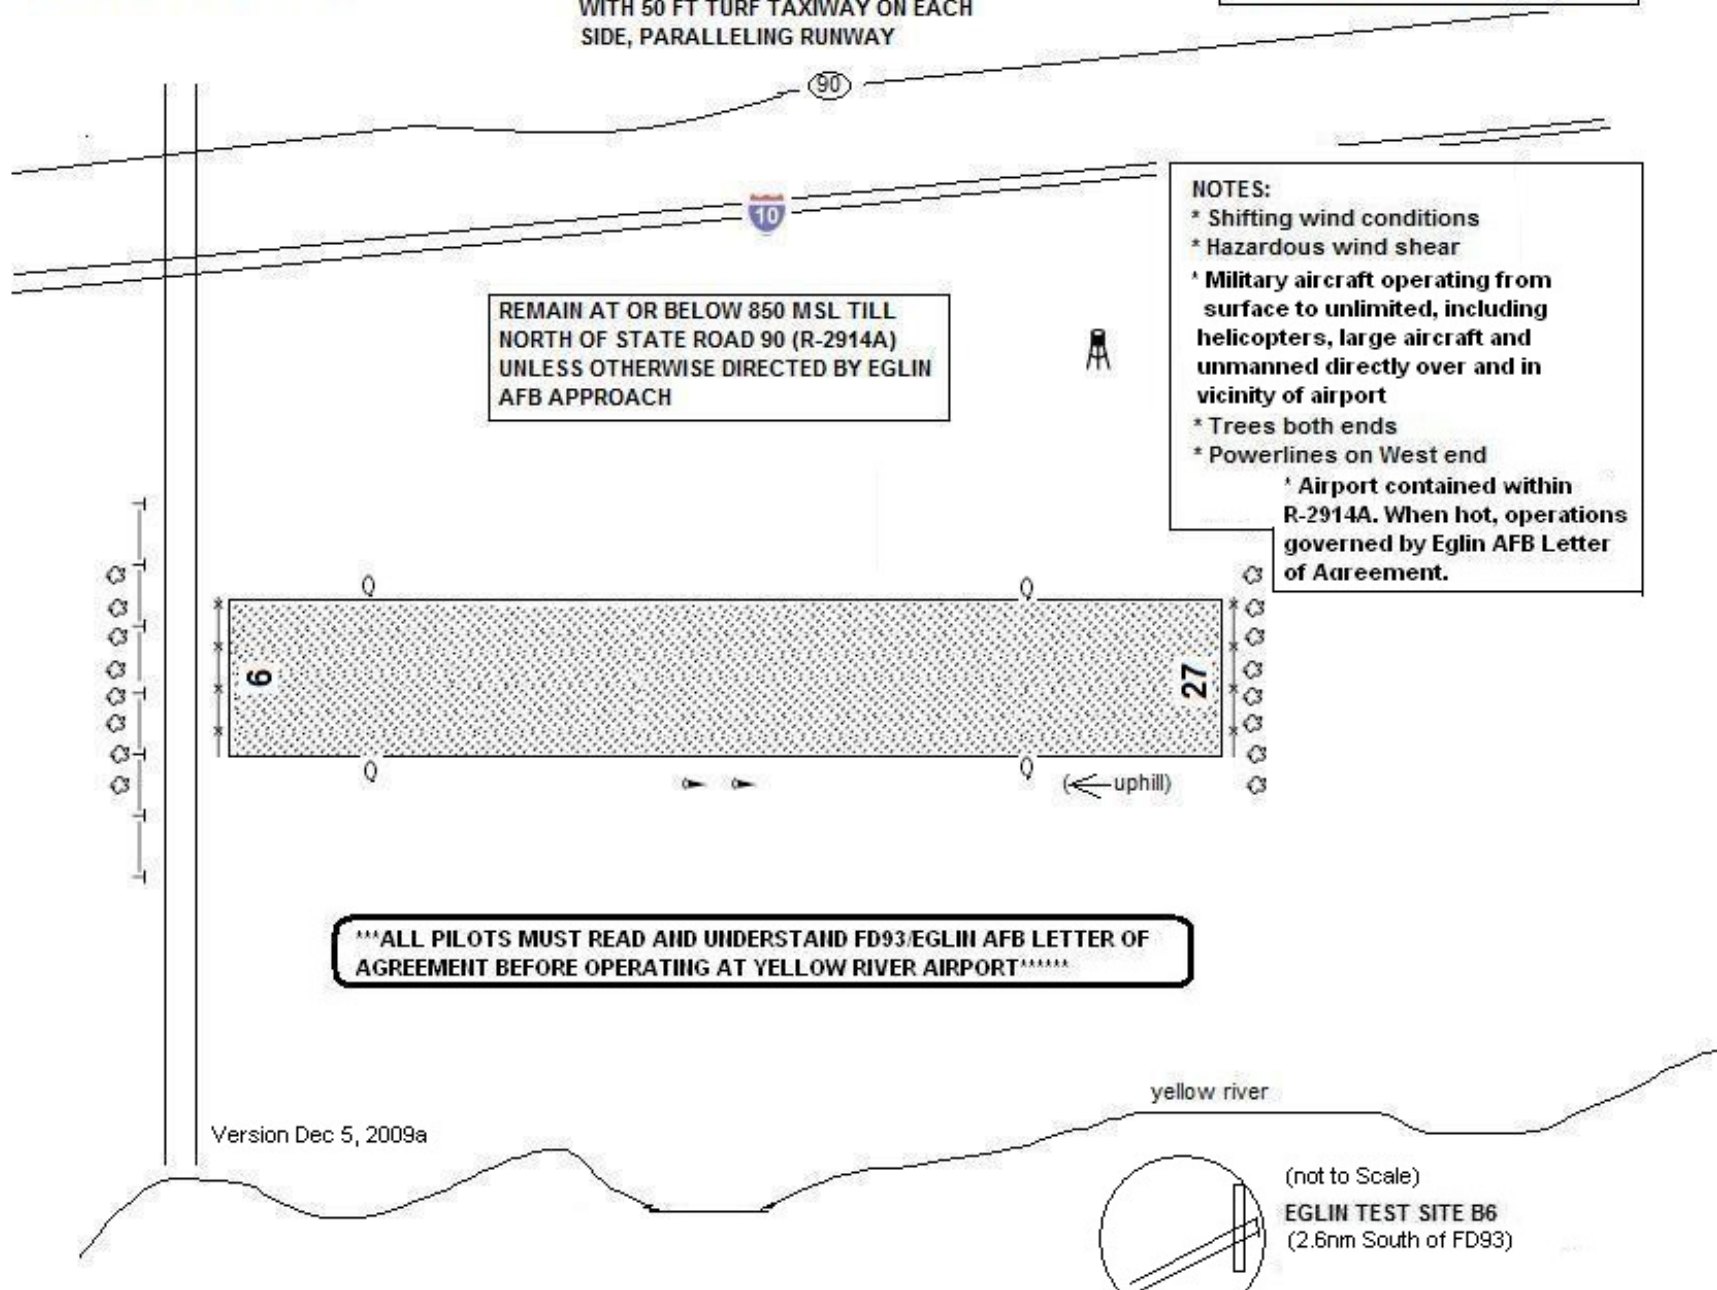 WITH 50 FT TURF TAXIWAY ON EACH
SIDE, PARALLELING RUNWAY
90
10
NOTES:
* Shifting wind conditions
* Hazardous wind shear
* Military aircraft operating from
surface to unlimited, including
helicopters, large aircraft and
unmanned directly over and in
vicinity of airport
* Trees both ends
* Powerlines on West end
* Airport contained within
R-2914A. When hot, operations
governed by Eglin AFB Letter
of Agreement.
REMAIN AT OR BELOW 850 MSL TILL
NORTH OF STATE ROAD 90 (R-2914A)
UNLESS OTHERWISE DIRECTED BY EGLIN
AFB APPROACH
9
27
(← uphill)
***ALL PILOTS MUST READ AND UNDERSTAND FD93/EGLIN AFB LETTER OF
AGREEMENT BEFORE OPERATING AT YELLOW RIVER AIRPORT******
yellow river
Version Dec 5, 2009a
(not to Scale)
EGLIN TEST SITE B6
(2.6nm South of FD93)